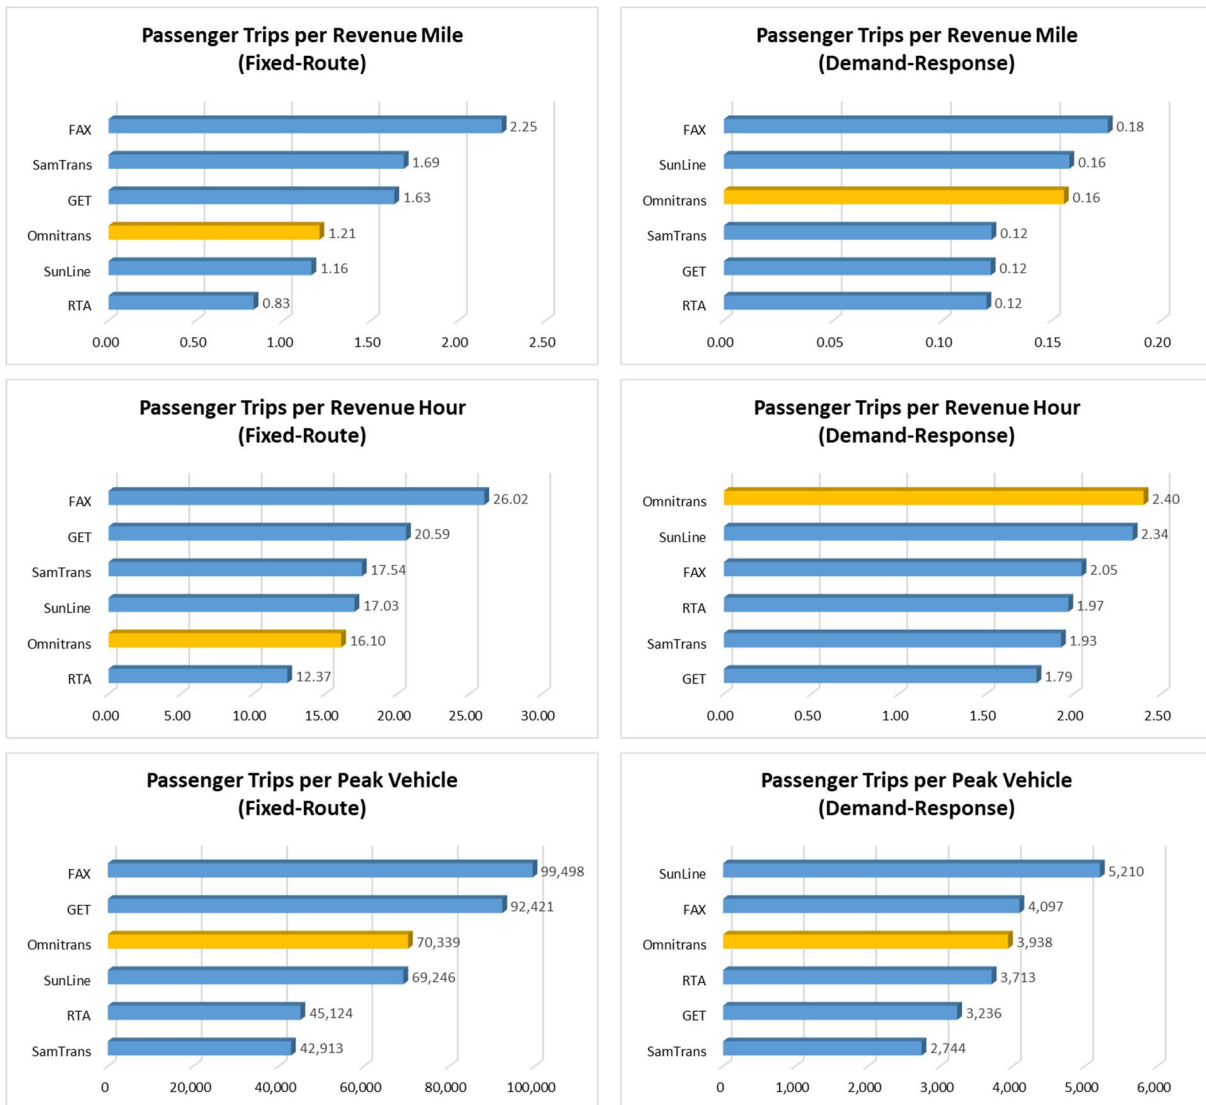 Passenger Trips per Revenue Mile
(Fixed-Route)
FAX 2.25
SamTrans 1.69
GET 1.63
Omnitrans 1.21
SunLine 1.16
RTA 0.83
0.00 0.50 1.00 1.50 2.00 2.50
Passenger Trips per Revenue Mile
(Demand-Response)
FAX 0.18
SunLine 0.16
Omnitrans 0.16
SamTrans 0.12
GET 0.12
RTA 0.12
0.00 0.05 0.10 0.15 0.20
Passenger Trips per Revenue Hour
(Fixed-Route)
FAX 26.02
GET 20.59
SamTrans 17.54
SunLine 17.03
Omnitrans 16.10
RTA 12.37
0.00 5.00 10.00 15.00 20.00 25.00 30.00
Passenger Trips per Revenue Hour
(Demand-Response)
Omnitrans 2.40
SunLine 2.34
FAX 2.05
RTA 1.97
SamTrans 1.93
GET 1.79
0.00 0.50 1.00 1.50 2.00 2.50
Passenger Trips per Peak Vehicle
(Fixed-Route)
FAX 99,498
GET 92,421
Omnitrans 70,339
SunLine 69,246
RTA 45,124
SamTrans 42,913
0 20,000 40,000 60,000 80,000 100,000
Passenger Trips per Peak Vehicle
(Demand-Response)
SunLine 5,210
FAX 4,097
Omnitrans 3,938
RTA 3,713
GET 3,236
SamTrans 2,744
0 1,000 2,000 3,000 4,000 5,000 6,000